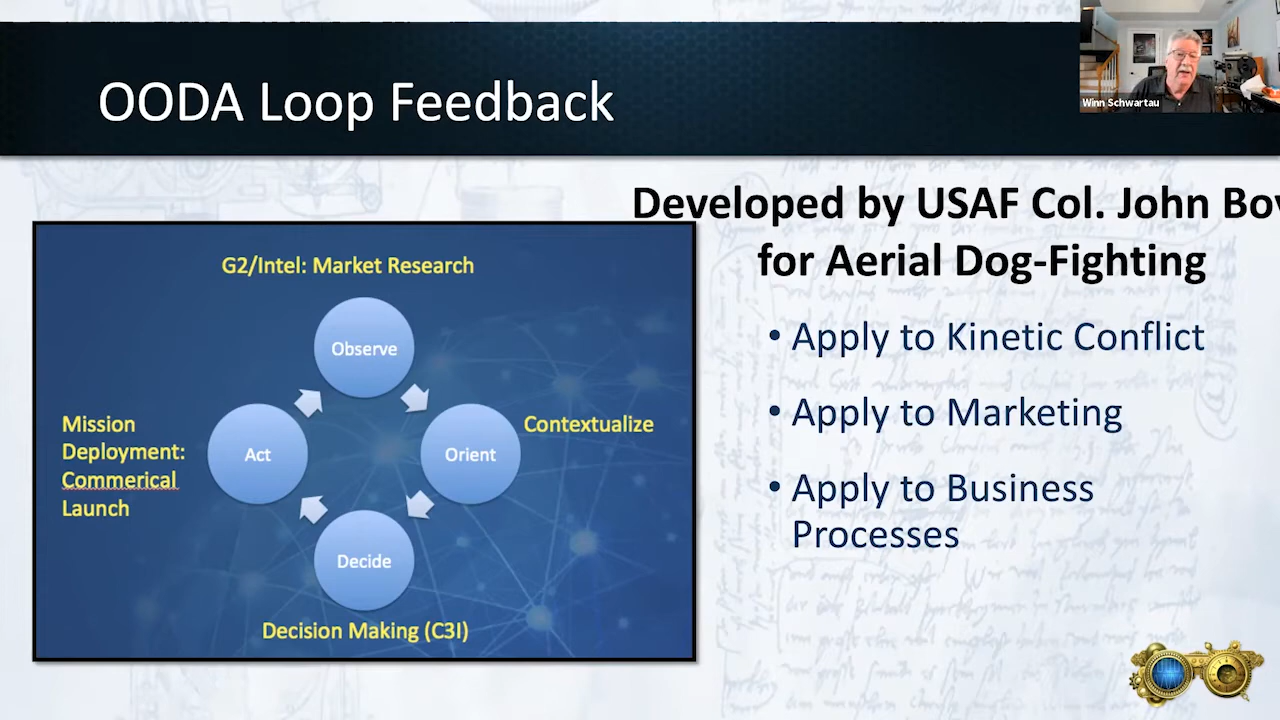 OODA Loop Feedback
Winn Schwartau
Developed by USAF Col. John Boy
for Aerial Dog-Fighting
G2/Intel: Market Research
Observe
Mission
Deployment:
Commerical
Launch
Act
Orient
Contextualize
Decide
Decision Making (C3I)
• Apply to Kinetic Conflict
• Apply to Marketing
• Apply to Business
Processes